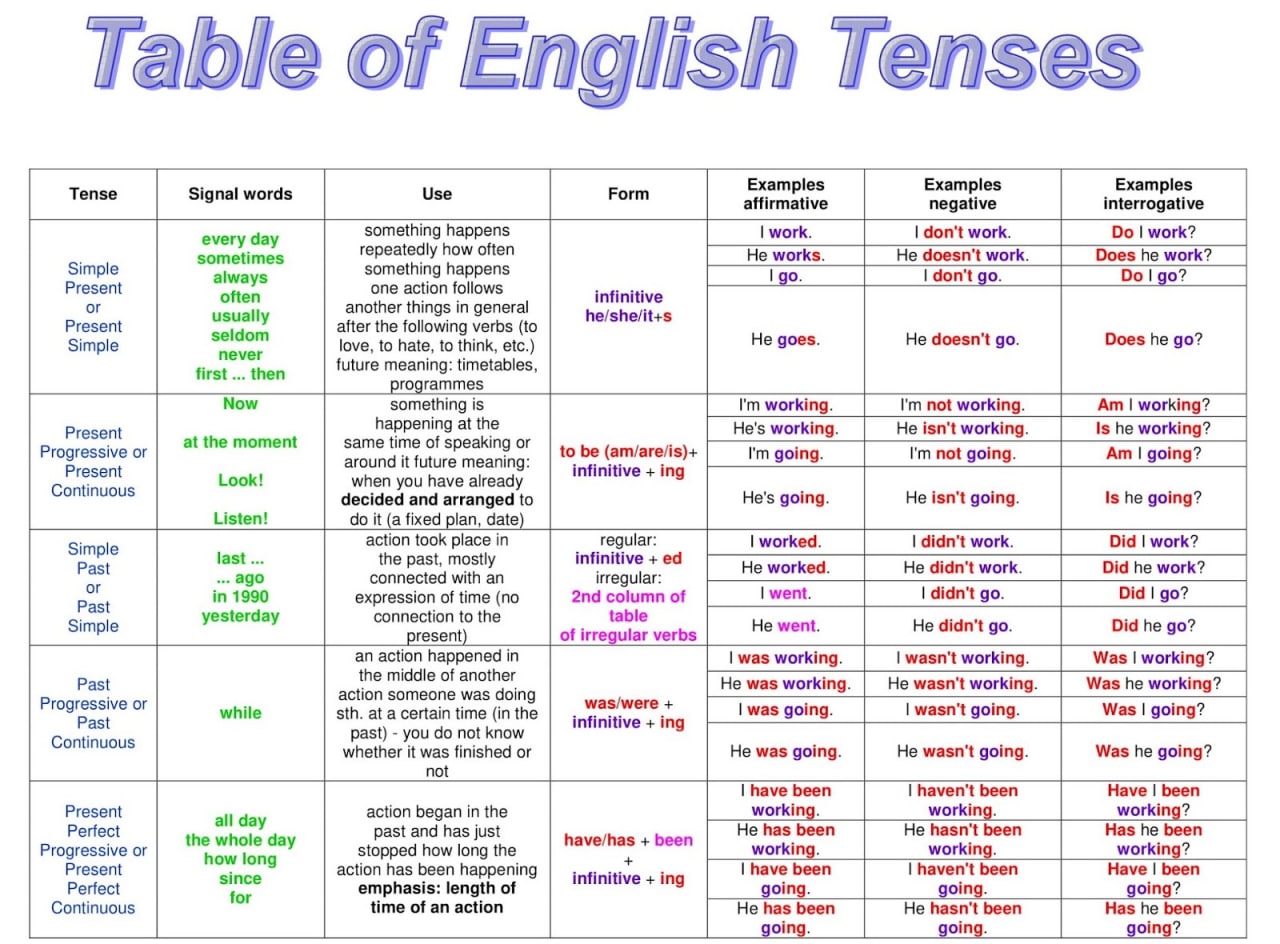 Table of English Tenses
Tense
Signal words
Use
Form
Examples
affirmative
Examples
negative
Examples
interrogative
Simple
Present
or
Present
Simple
every day
sometimes
always
often
usually
seldom
never
first ... then
something happens
repeatedly how often
something happens
one action follows
another things in general
after the following verbs (to
love, to hate, to think, etc.)
future meaning: timetables,
programmes
infinitive
he/she/it+s
I work.
I don't work.
Do I work?
He works.
He doesn't work.
Does he work?
I go.
I don't go.
Do I go?
He goes.
He doesn't go.
Does he go?
Present
Progressive or
Present
Continuous
Now
at the moment
Look!
Listen!
something is
happening at the
same time of speaking or
around it future meaning:
when you have already
decided and arranged to
do it (a fixed plan, date)
to be (am/are/is)+
infinitive + ing
I'm working.
I'm not working.
Am I working?
He's working.
He isn't working.
Is he working?
I'm going.
I'm not going.
Am I going?
He's going.
He isn't going.
Is he going?
Simple
Past
or
Past
Simple
last ...
... ago
in 1990
yesterday
action took place in
the past, mostly
connected with an
expression of time (no
connection to the
present)
regular:
infinitive + ed
irregular:
2nd column of
table
of irregular verbs
I worked.
I didn't work.
Did I work?
He worked.
He didn't work.
Did he work?
I went.
I didn't go.
Did I go?
He went.
He didn't go.
Did he go?
Past
Progressive or
Past
Continuous
while
an action happened in
the middle of another
action someone was doing
sth. at a certain time (in the
past) - you do not know
whether it was finished or
not
was/were +
infinitive + ing
I was working.
I wasn't working.
Was I working?
He was working.
He wasn't working.
Was he working?
I was going.
I wasn't going.
Was I going?
He was going.
He wasn't going.
Was he going?
Present
Perfect
Progressive or
Present
Perfect
Continuous
all day
the whole day
how long
since
for
action began in the
past and has just
stopped how long the
action has been happening
emphasis: length of
time of an action
have/has + been
+
infinitive + ing
I have been
working.
I haven't been
working.
Have I been
working?
He has been
working.
He hasn't been
working.
Has he been
working?
I have been
going.
I haven't been
going.
Have I been
going?
He has been
going.
He hasn't been
going.
Has he been
going?